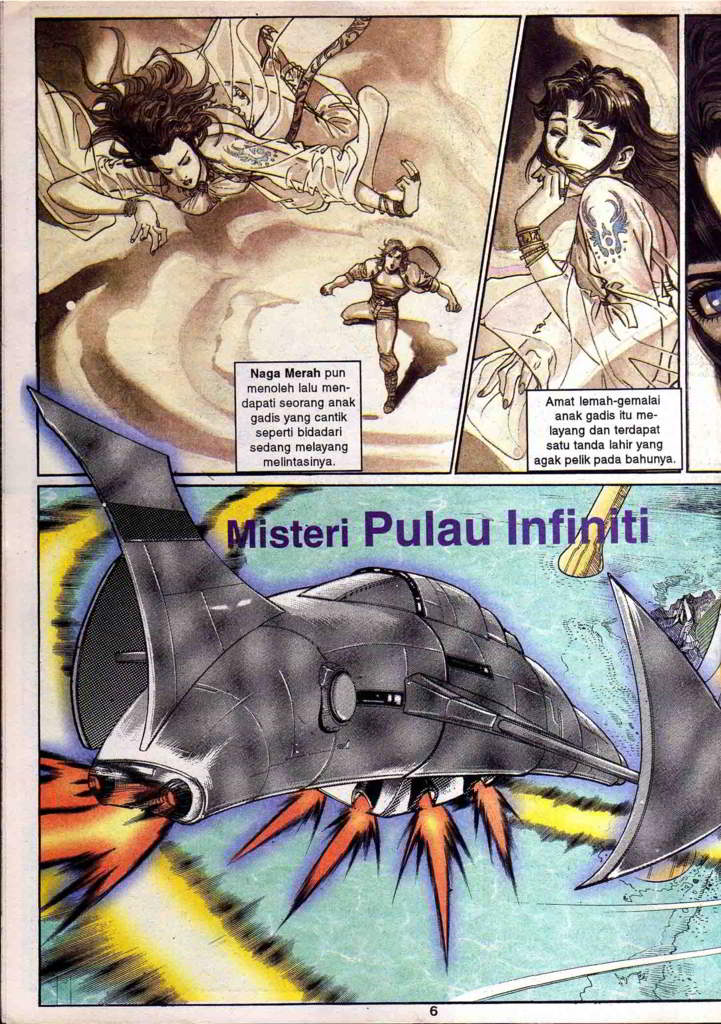 Naga Merah pun
menoleh lalu men-
dapati seorang anak
gadis yang cantik
seperti bidadari
sedang melayang
melintasinya.
Amat lemah-gemalai
anak gadis itu me-
layang dan terdapat
satu tanda lahir yang
agak pelik pada bahunya.
Misteri Pulau Infiniti
6